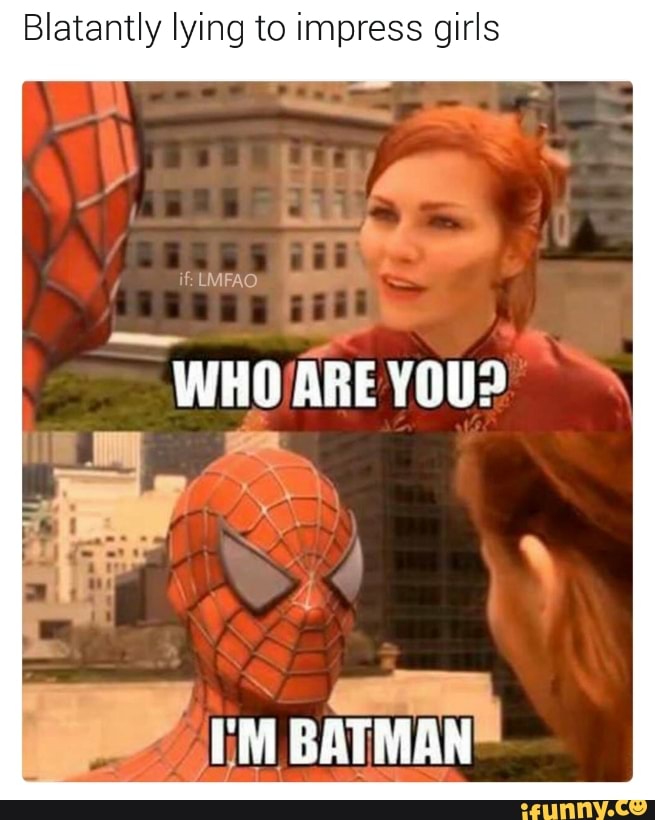 Blatantly lying to impress girls
if: LMFAO
WHO ARE YOU?
I'M BATMAN
ifunny.co